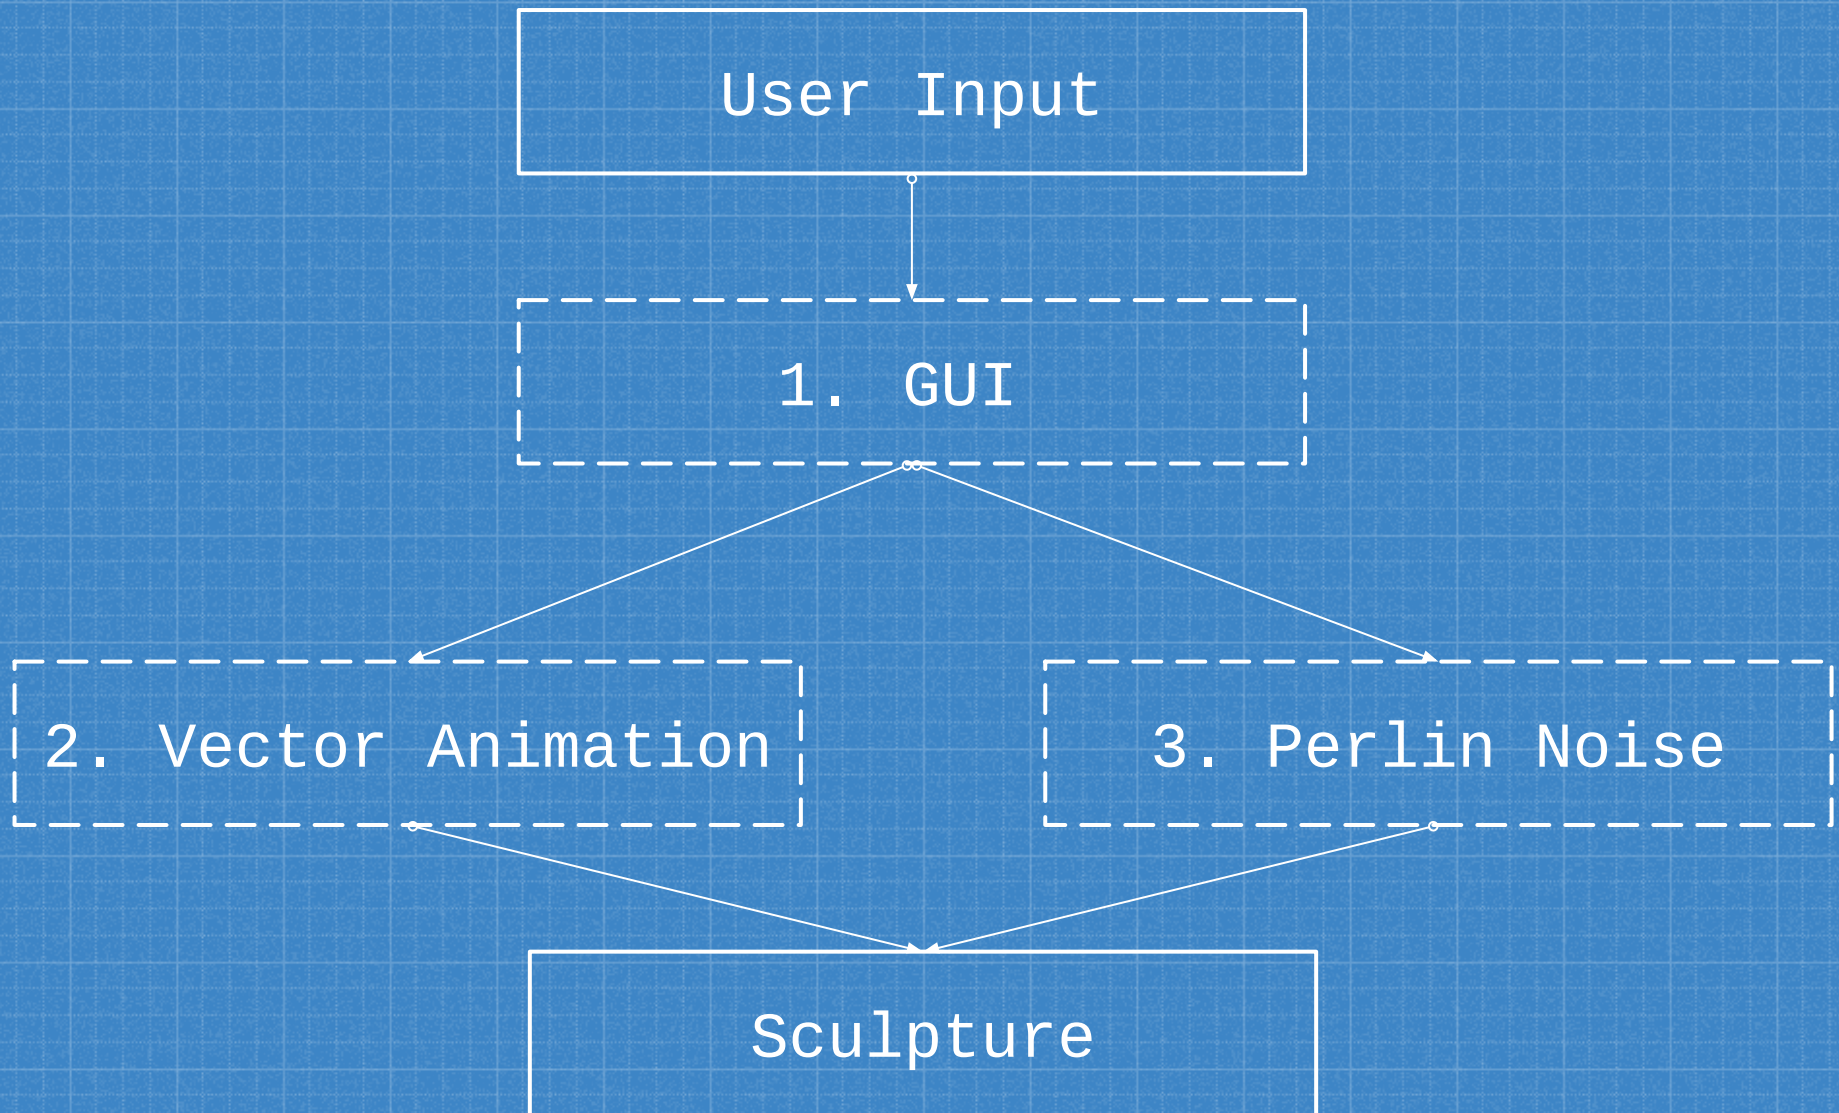 User Input
1. GUI
2. Vector Animation
3. Perlin Noise
Sculpture